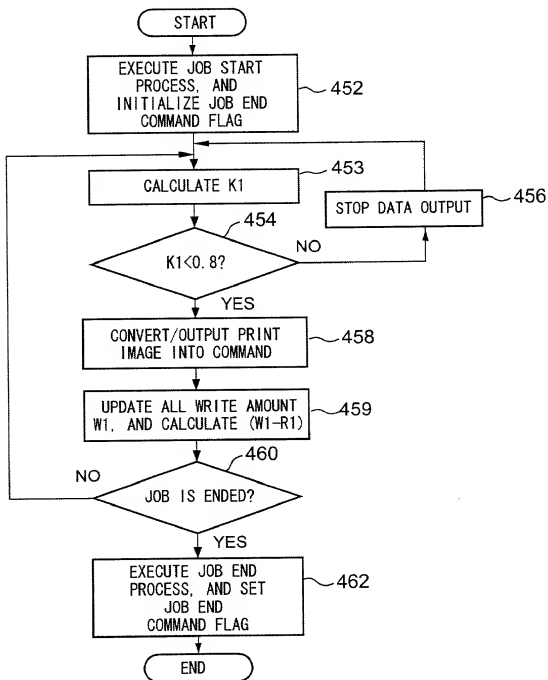 START
EXECUTE JOB START
PROCESS, AND
INITIALIZE JOB END
COMMAND FLAG
452
CALCULATE K1
453
STOP DATA OUTPUT
456
454
K1<0.8?
NO
YES
CONVERT/OUTPUT PRINT
IMAGE INTO COMMAND
458
UPDATE ALL WRITE AMOUNT
W1, AND CALCULATE (W1-R1)
459
460
NO
JOB IS ENDED?
YES
EXECUTE JOB END
PROCESS, AND SET
JOB END
COMMAND FLAG
462
END